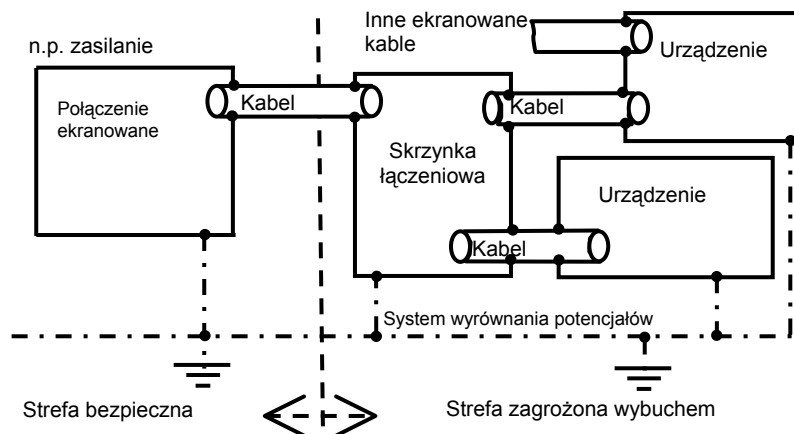 n.p. zasilanie
Połączenie
ekranowane
Kabel
Inne ekranowane
kable
Urządzenie
Kabel
Skrzynka
łączeniowa
Urządzenie
Kabel
System wyrównania potencjałów
Strefa bezpieczna
Strefa zagrożona wybuchem